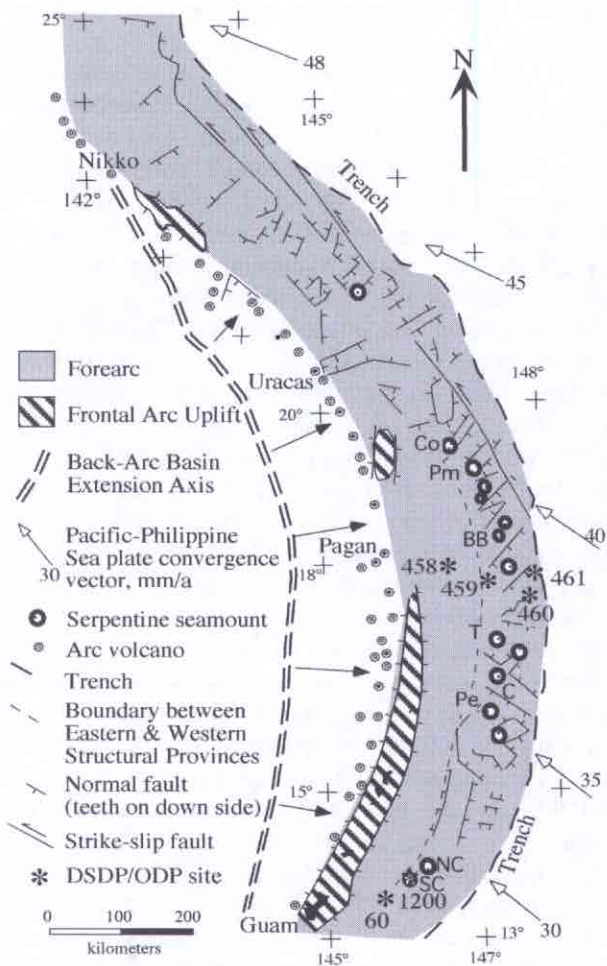 25°
48
N
145°
Nikko
142°
Trench
45
Forearc
Uracas
148°
Frontal Arc Uplift
20°
Co
Back-Arc Basin
Extension Axis
Pm
40
Pacific-Philippine
Sea plate convergence
vector, mm/a
30
BB
Pagan
458
461
18°
459
460
Serpentine seamount
Arc volcano
T
Trench
C
Boundary between
Eastern & Western
Structural Provinces
Pe
35
Normal fault
(teeth on down side)
15°
Strike-slip fault
Trench
DSDP/ODP site
NC
SC
1200
0 100 200
kilometers
Guam
60
30
13°
145°
147°